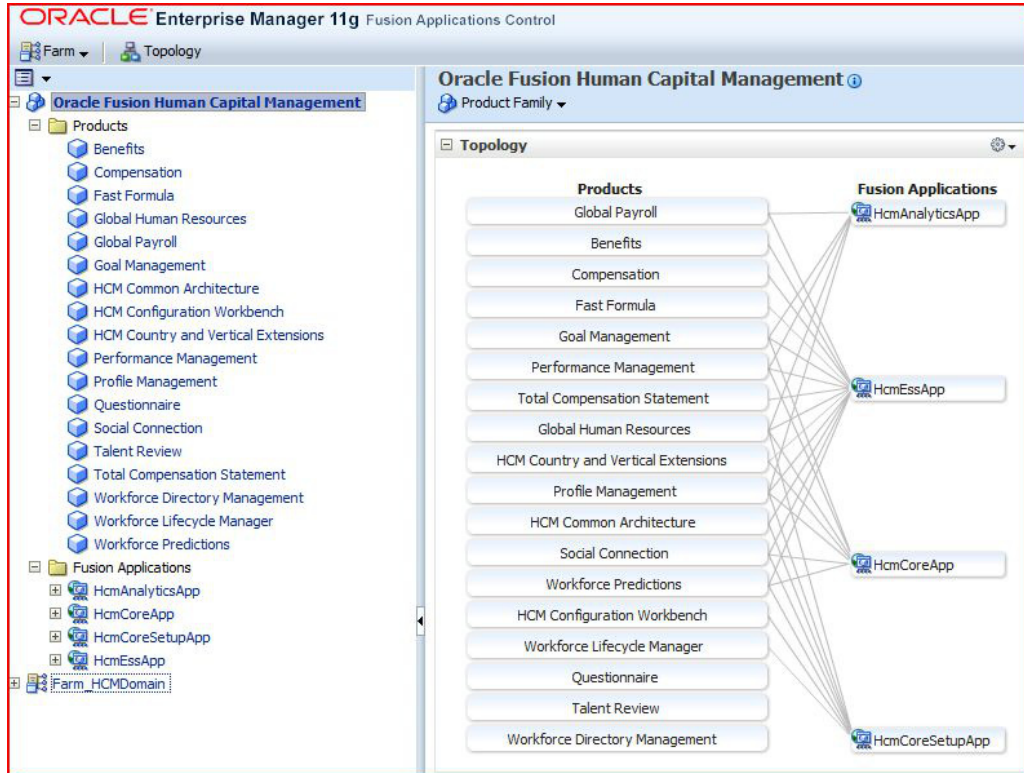 ORACLE Enterprise Manager 11g Fusion Applications Control
Farm Topology
Oracle Fusion Human Capital Management
Products
Benefits
Compensation
Fast Formula
Global Human Resources
Global Payroll
Goal Management
HCM Common Architecture
HCM Configuration Workbench
HCM Country and Vertical Extensions
Performance Management
Profile Management
Questionnaire
Social Connection
Talent Review
Total Compensation Statement
Workforce Directory Management
Workforce Lifecycle Manager
Workforce Predictions
Fusion Applications
HcmAnalyticsApp
HcmCoreApp
HcmCoreSetupApp
HcmEssApp
Farm_HCMDomain
Oracle Fusion Human Capital Management
Product Family
Topology
Products
Global Payroll
Benefits
Compensation
Fast Formula
Goal Management
Performance Management
Total Compensation Statement
Global Human Resources
HCM Country and Vertical Extensions
Profile Management
HCM Common Architecture
Social Connection
Workforce Predictions
HCM Configuration Workbench
Workforce Lifecycle Manager
Questionnaire
Talent Review
Workforce Directory Management
Fusion Applications
HcmAnalyticsApp
HcmEssApp
HcmCoreApp
HcmCoreSetupApp